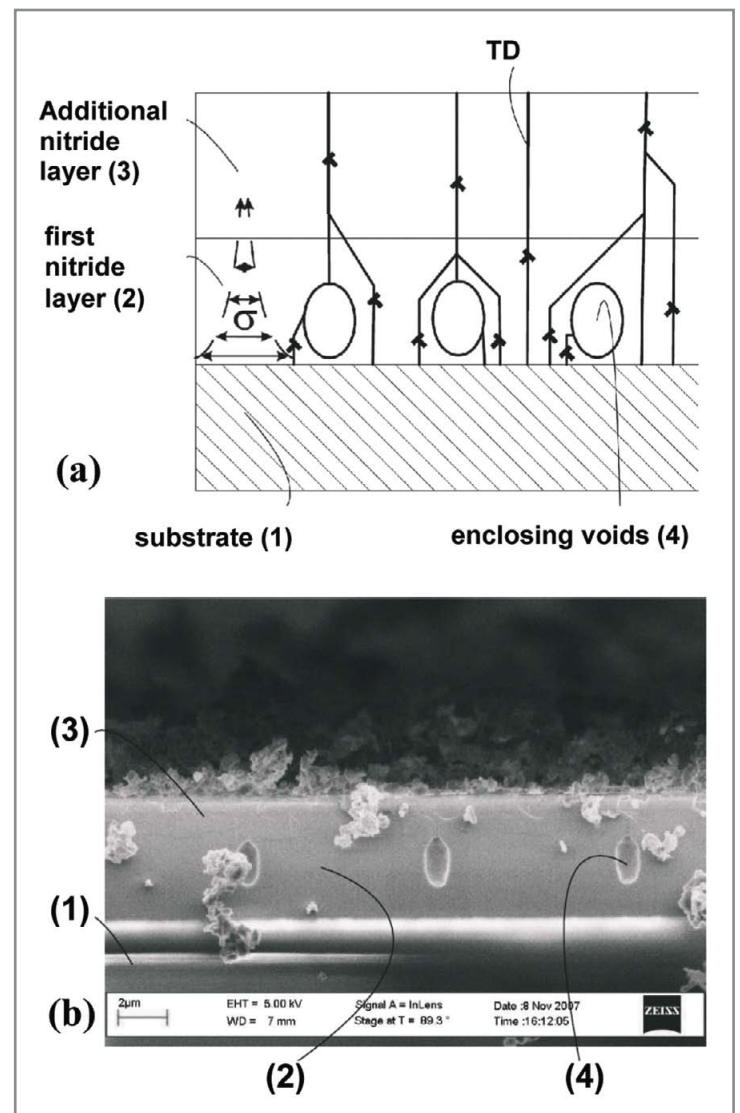 TD
Additional
nitride
layer (3)
first
nitride
layer (2)
σ
(a)
substrate (1)
enclosing voids (4)
(3)
(1)
2µm
EHT = 5.00 kV
Signal A = InLens
Date :8 Nov 2007
WD = 7 mm
Stage at T = 89.3 °
Time :16:12:05
ZEISS
(b)
(2)
(4)